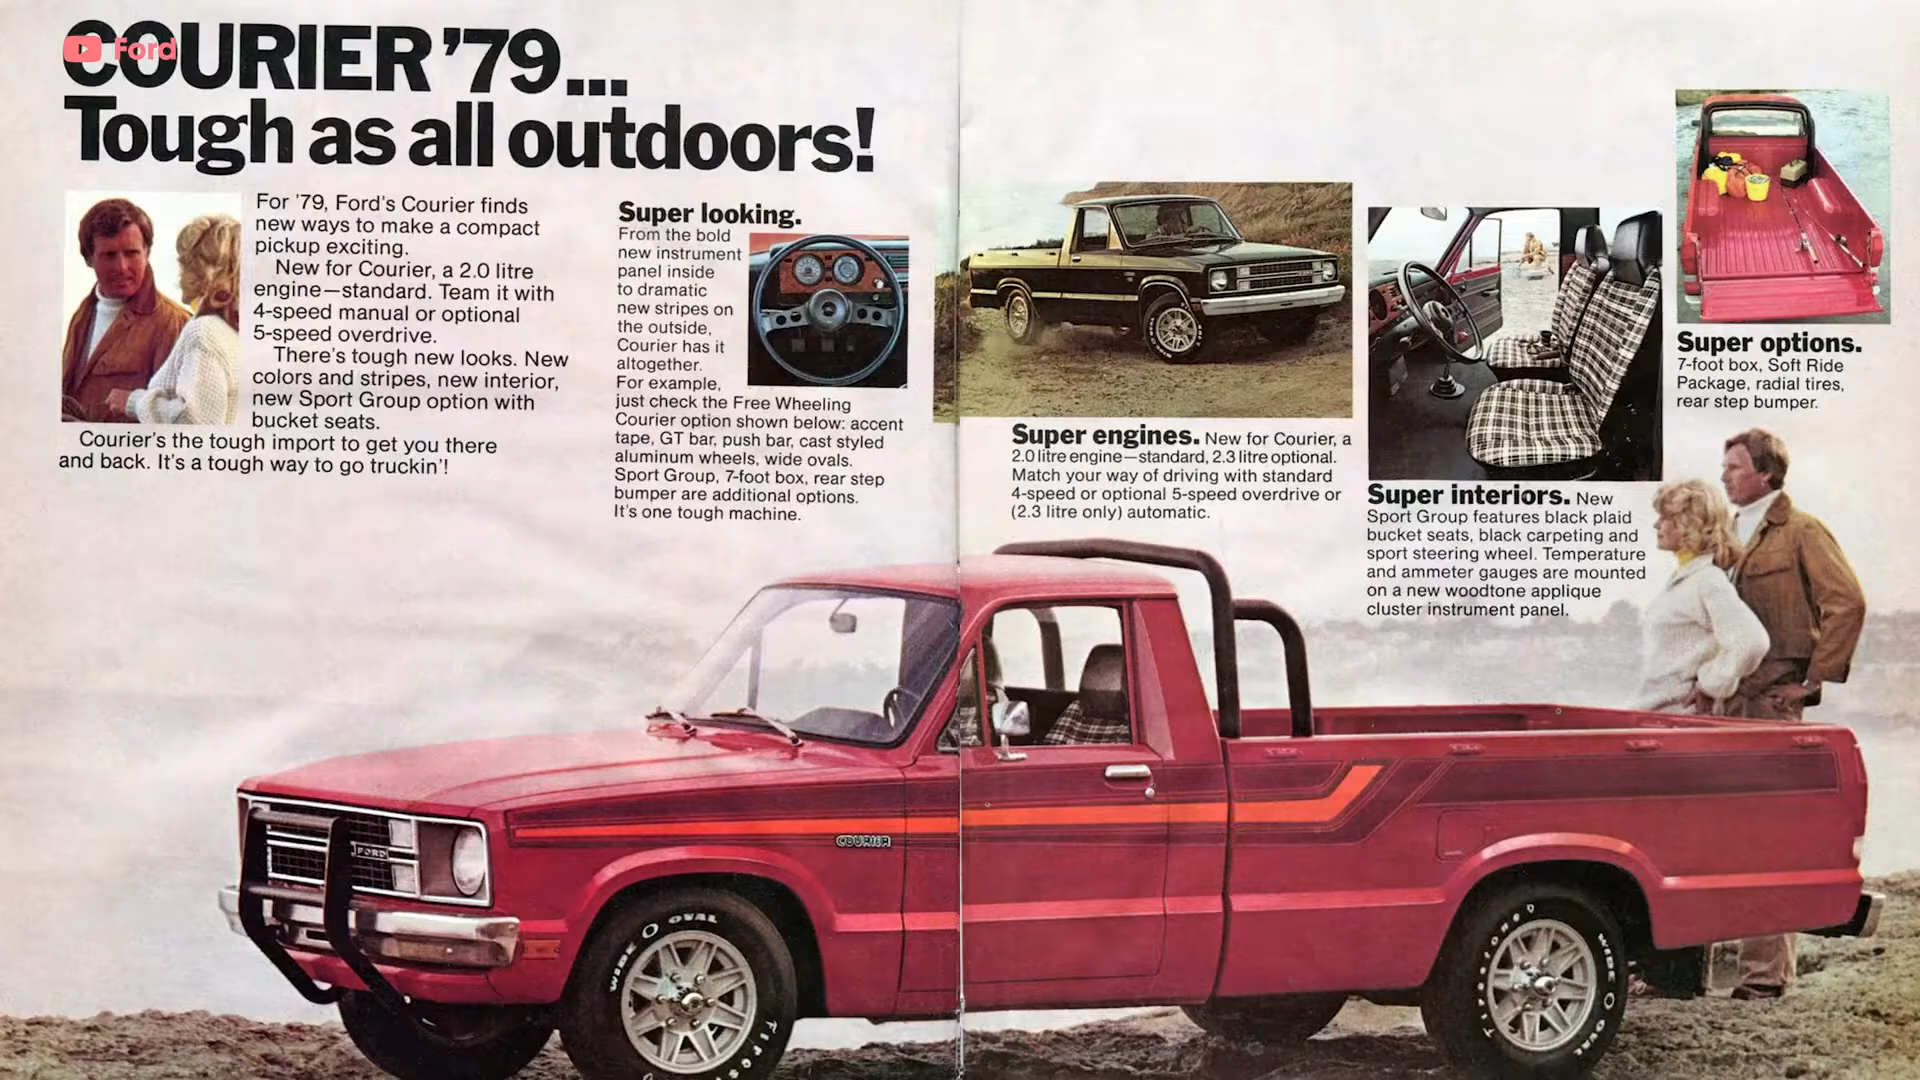 COURIER '79...
Ford
Tough as all outdoors!
For '79, Ford's Courier finds
new ways to make a compact
pickup exciting.
New for Courier, a 2.0 litre
engine—standard. Team it with
4-speed manual or optional
5-speed overdrive.
There's tough new looks. New
colors and stripes, new interior,
new Sport Group option with
bucket seats.
Courier's the tough import to get you there
and back. It's a tough way to go truckin'!
Super looking.
From the bold
new instrument
panel inside
to dramatic
new stripes on
the outside,
Courier has it
altogether.
For example,
just check the Free Wheeling
Courier option shown below: accent
tape, GT bar, push bar, cast styled
aluminum wheels, wide ovals.
Sport Group, 7-foot box, rear step
bumper are additional options.
It's one tough machine.
Super engines. New for Courier, a
2.0 litre engine—standard, 2.3 litre optional.
Match your way of driving with standard
4-speed or optional 5-speed overdrive or
(2.3 litre only) automatic.
Super interiors. New
Sport Group features black plaid
bucket seats, black carpeting and
sport steering wheel. Temperature
and ammeter gauges are mounted
on a new woodtone applique
cluster instrument panel.
Super options.
7-foot box, Soft Ride
Package, radial tires,
rear step bumper.
FORD
COURIER
WIDE O OVAL
Firestone
WIDE O OVAL